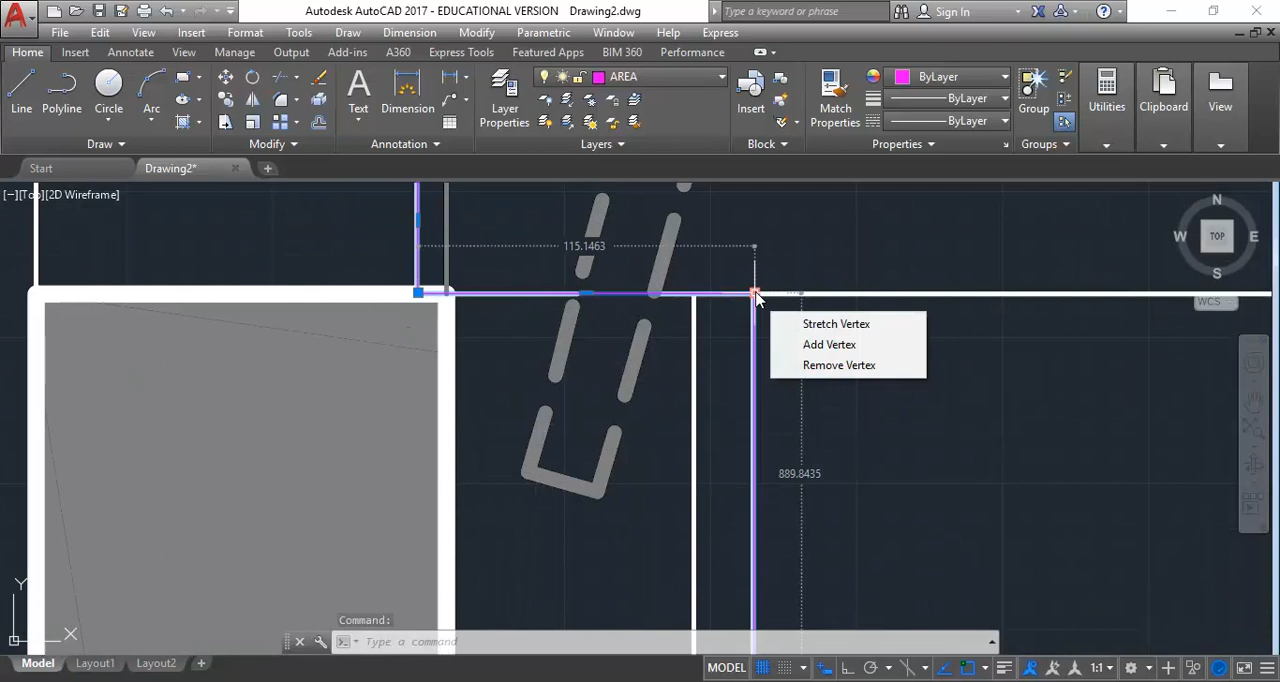 Autodesk AutoCAD 2017 - EDUCATIONAL VERSION Drawing2.dwg Type a keyword or phrase Sign In
File Edit View Insert Format Tools Draw Dimension Modify Parametric Window Help Express
Home Insert Annotate View Manage Output Add-ins A360 Express Tools Featured Apps BIM 360 Performance
AREA ByLayer
ByLayer
ByLayer
Line Polyline Circle Arc Text Dimension Layer Properties Insert Match Properties Group Utilities Clipboard View
Draw Modify Annotation Layers Block Properties Groups
Start Drawing2*
[−][Top][2D Wireframe]
N
W TOP E
S
WCS
115.1463
Stretch Vertex
Add Vertex
Remove Vertex
889.8435
Y
X
Command:
Type a command
Model Layout1 Layout2 MODEL 1:1